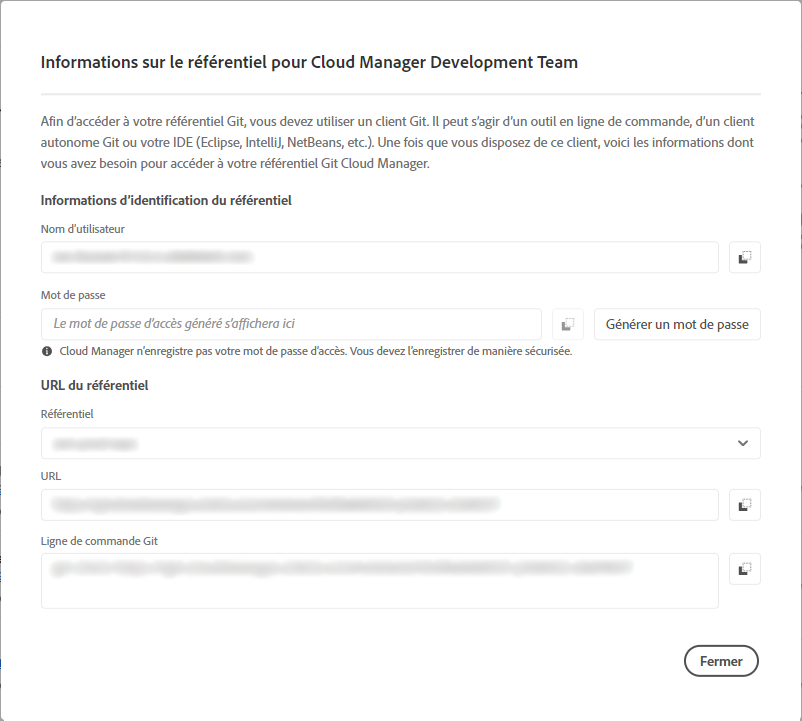 Informations sur le référentiel pour Cloud Manager Development Team
Afin d’accéder à votre référentiel Git, vous devez utiliser un client Git. Il peut s’agir d’un outil en ligne de commande, d’un client
autonome Git ou votre IDE (Eclipse, IntelliJ, NetBeans, etc.). Une fois que vous disposez de ce client, voici les informations dont
vous avez besoin pour accéder à votre référentiel Git Cloud Manager.
Informations d’identification du référentiel
Nom d’utilisateur
Mot de passe
Le mot de passe d’accès généré s’affichera ici
Générer un mot de passe
Cloud Manager n’enregistre pas votre mot de passe d’accès. Vous devez l’enregistrer de manière sécurisée.
URL du référentiel
Référentiel
URL
Ligne de commande Git
Fermer